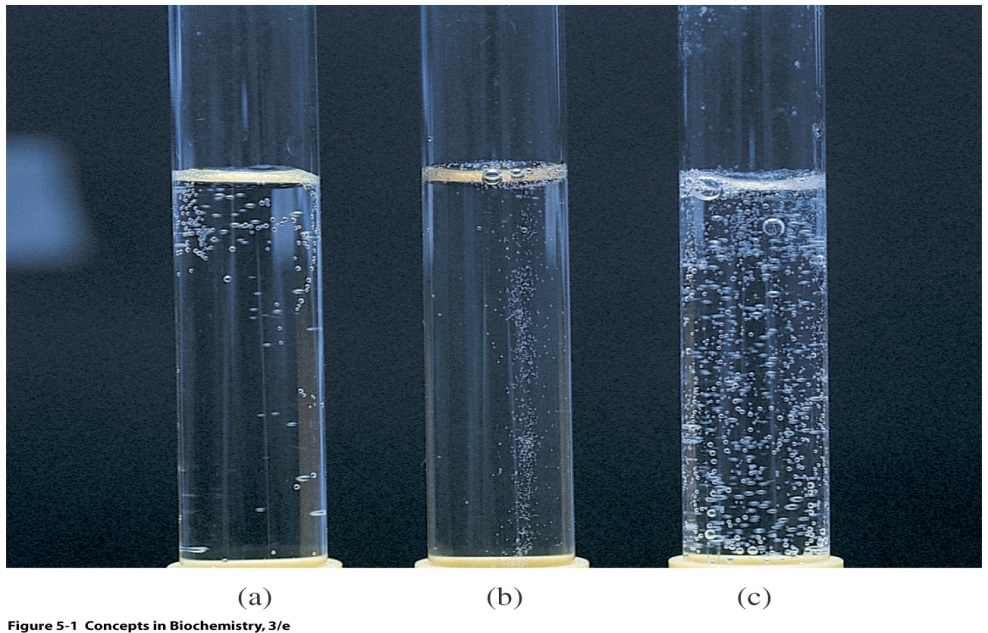 (a) (b) (c)
Figure 5-1 Concepts in Biochemistry, 3/e